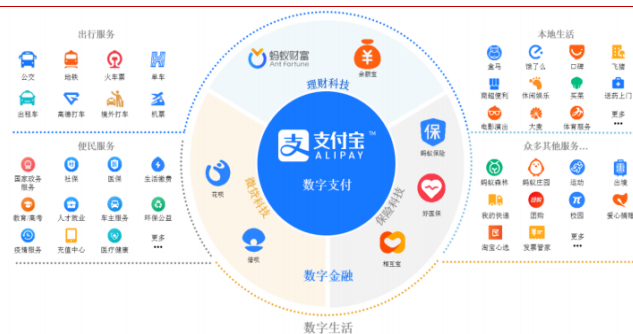 出行服务
公交 地铁 火车票 单车
出租车 高德打车 境外打车 机票
便民服务
国家政务服务 社保 医保 生活缴费
教育/高考 人才就业 车主服务 环保公益
疫情服务 充值中心 医疗健康 更多
蚂蚁财富
Ant Fortune
余额宝
理财科技
支 支付宝™
ALIPAY
数字支付
微贷科技
花呗
借呗
保险科技
保
蚂蚁保险
好医保
相互宝
数字金融
数字生活
本地生活
盒马 饿了么 口碑 飞猪
商超便利 休闲娱乐 买菜 送药上门
电影演出 大麦 体育服务 更多
众多其他服务...
蚂蚁森林 蚂蚁庄园 运动 出境
我的快递 团购 校园 爱心捐赠
淘宝心选 发票管家 更多